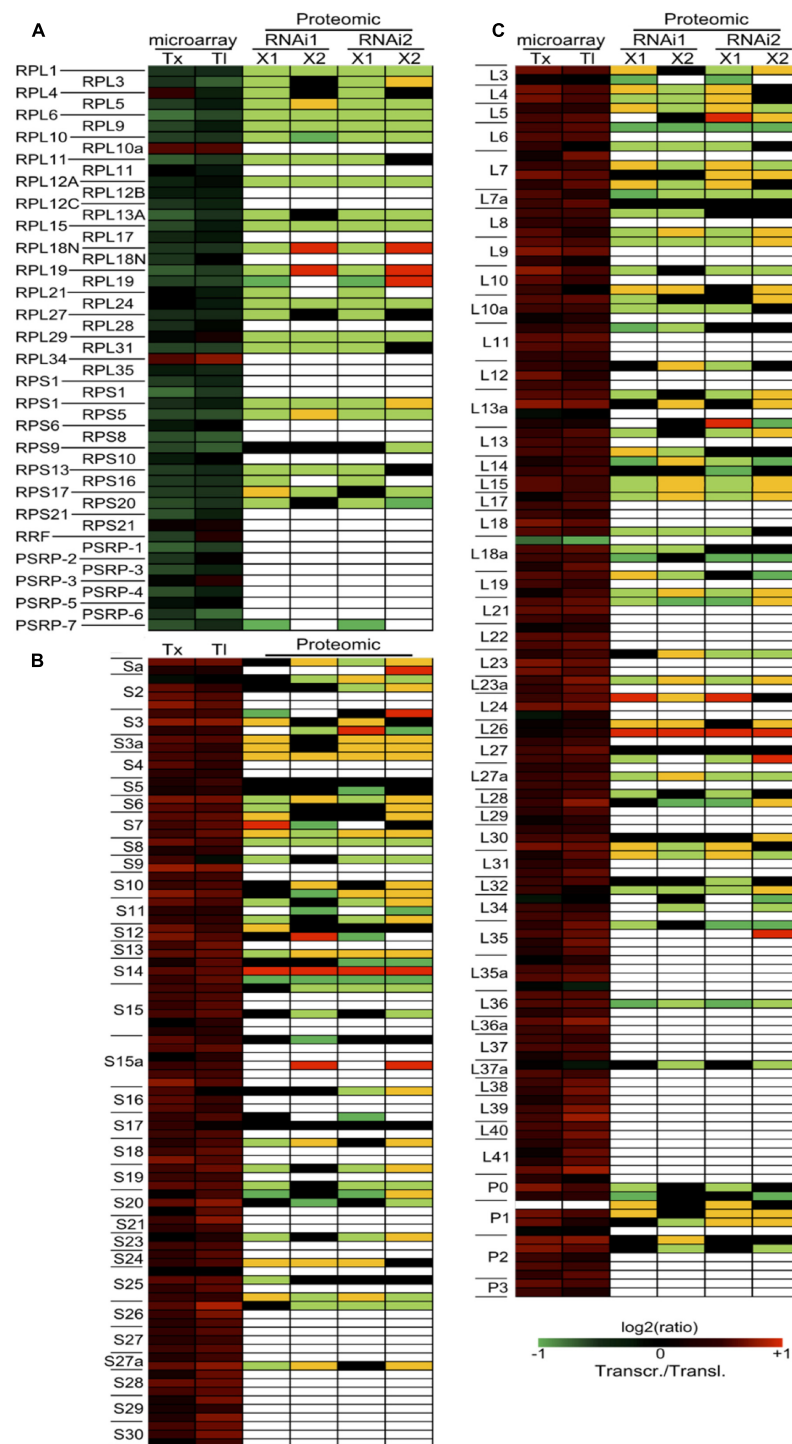 A
Proteomic
microarray
RNAi1
RNAi2
Tx
Tl
X1
X2
X1
X2
RPL1
RPL3
RPL4
RPL5
RPL6
RPL9
RPL10
RPL10a
RPL11
RPL11
RPL12A
RPL12B
RPL12C
RPL13A
RPL15
RPL17
RPL18N
RPL18N
RPL19
RPL19
RPL21
RPL24
RPL27
RPL28
RPL29
RPL31
RPL34
RPL35
RPS1
RPS1
RPS1
RPS5
RPS6
RPS8
RPS9
RPS10
RPS13
RPS16
RPS17
RPS20
RPS21
RPS21
RRF
PSRP-1
PSRP-2
PSRP-3
PSRP-3
PSRP-4
PSRP-5
PSRP-6
PSRP-7
B
Tx
Tl
Proteomic
Sa
S2
S3
S3a
S4
S5
S6
S7
S8
S9
S10
S11
S12
S13
S14
S15
S15a
S16
S17
S18
S19
S20
S21
S23
S24
S25
S26
S27
S27a
S28
S29
S30
C
Proteomic
microarray
RNAi1
RNAi2
Tx
Tl
X1
X2
X1
X2
L3
L4
L5
L6
L7
L7a
L8
L9
L10
L10a
L11
L12
L13a
L13
L14
L15
L17
L18
L18a
L19
L21
L22
L23
L23a
L24
L26
L27
L27a
L28
L29
L30
L31
L32
L34
L35
L35a
L36
L36a
L37
L37a
L38
L39
L40
L41
P0
P1
P2
P3
log2(ratio)
-1
0
+1
Transcr./Transl.